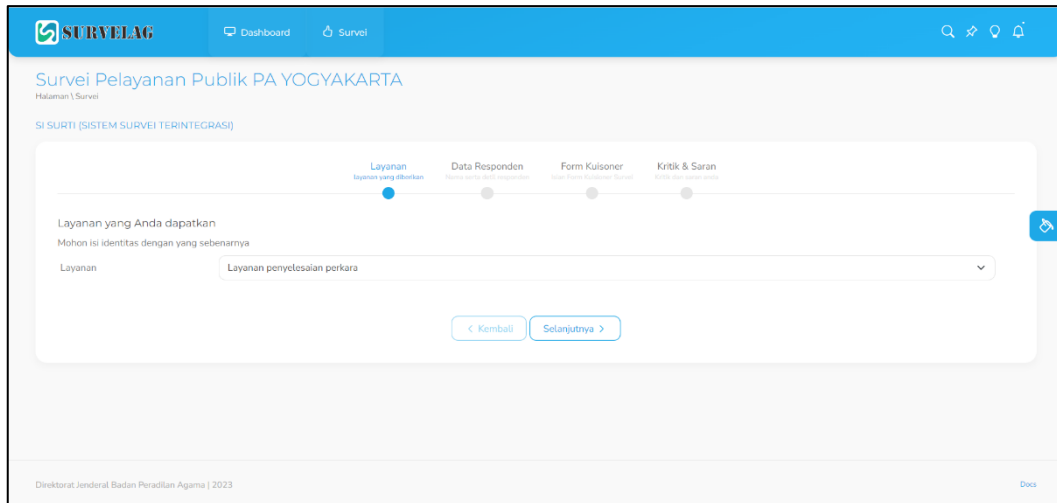 SURVELAG
Dashboard
Survei
Survei Pelayanan Publik PA YOGYAKARTA
Halaman \ Survei
SI SURTI (SISTEM SURVEI TERINTEGRASI)
Layanan
layanan yang diberikan
Data Responden
Form Kuisoner
Kritik & Saran
Layanan yang Anda dapatkan
Mohon isi identitas dengan yang sebenarnya
Layanan
Layanan penyelesaian perkara
< Kembali
Selanjutnya >
Direktorat Jenderal Badan Peradilan Agama | 2023
Docs